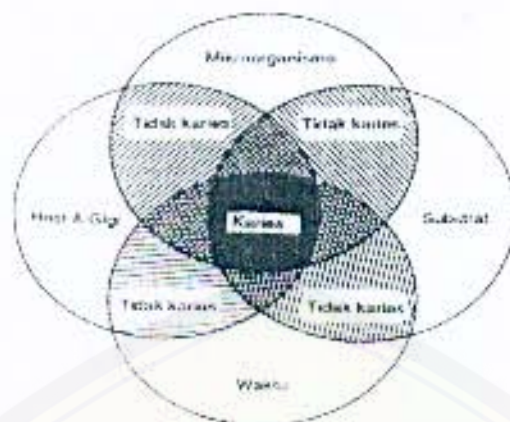 Mikroorganisme
Tidak karies
Tidak karies
Host & Gigi
Karies
Substrat
Tidak karies
Tidak karies
Waktu